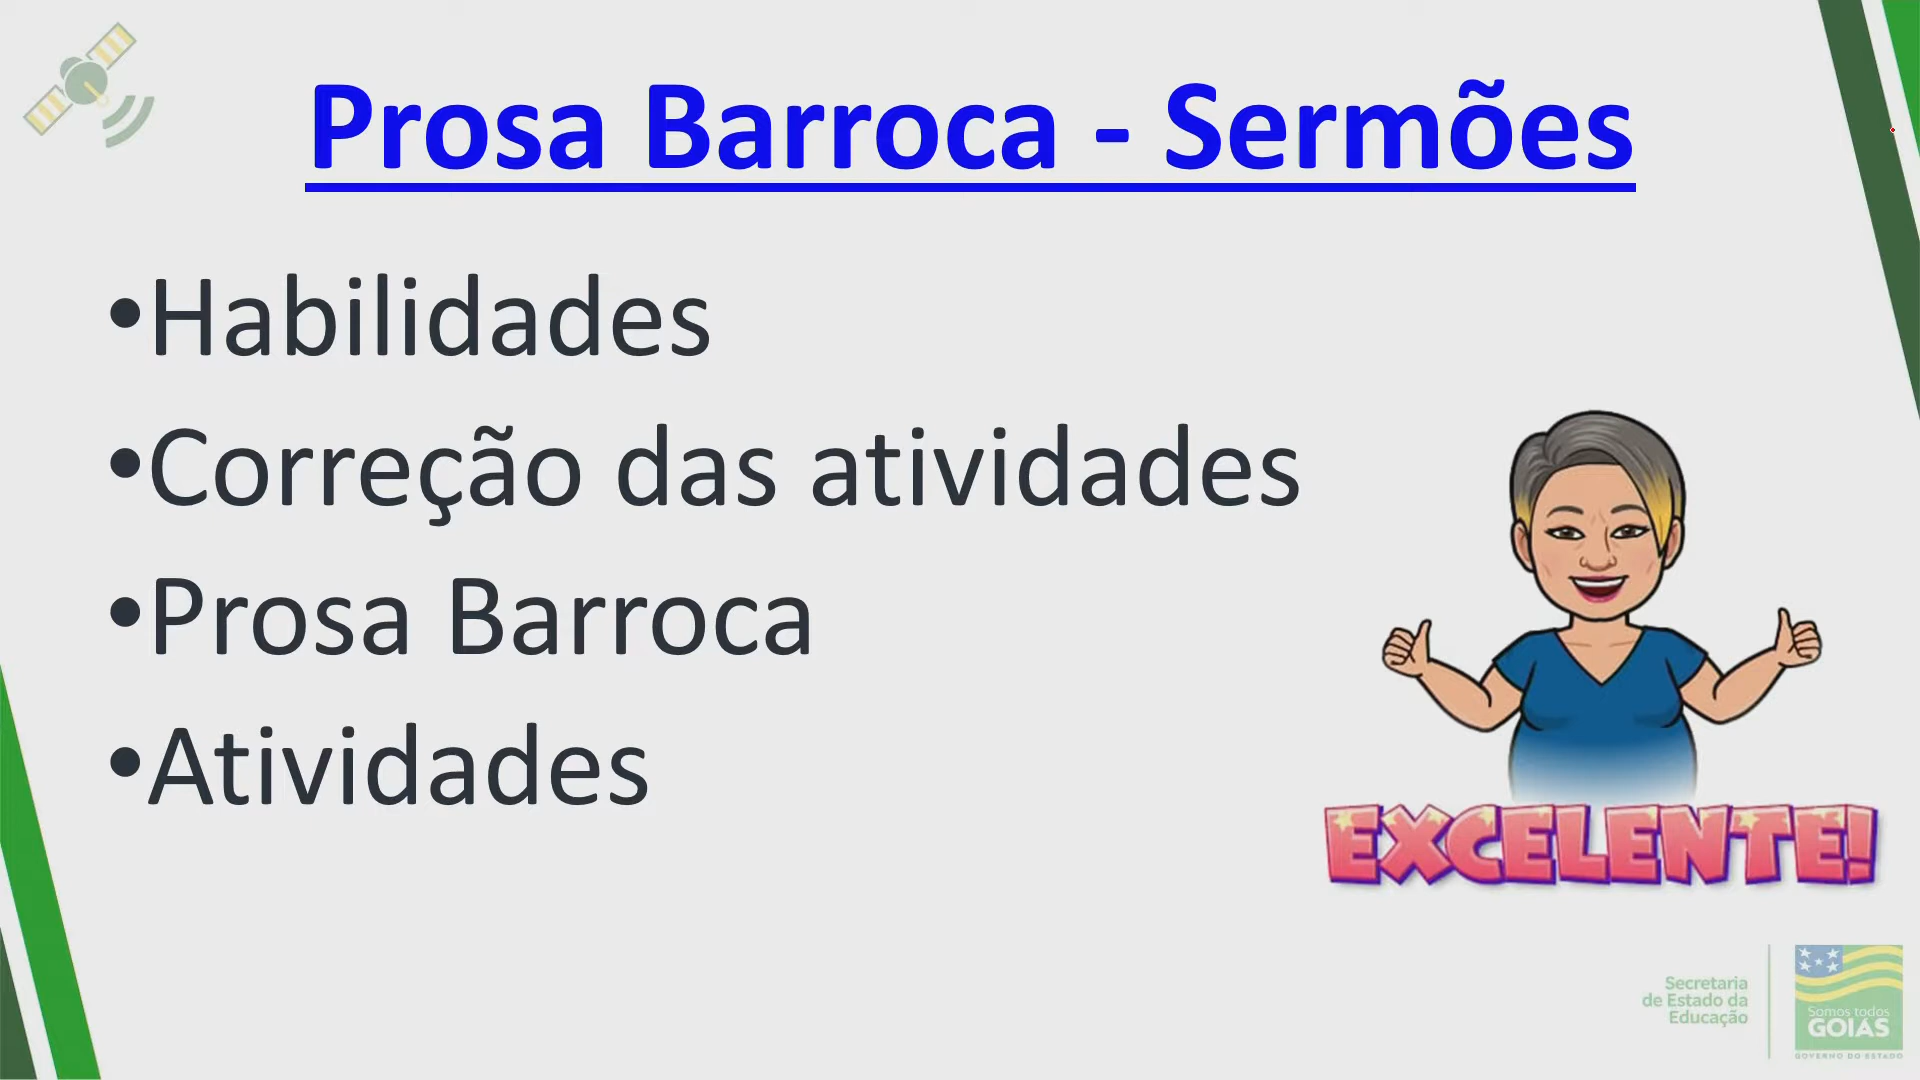 Prosa Barroca - Sermões
•Habilidades
•Correção das atividades
•Prosa Barroca
•Atividades
EXCELENTE!
Secretaria
de Estado da
Educação
Somos todos
GOIÁS
GOVERNO DO ESTADO